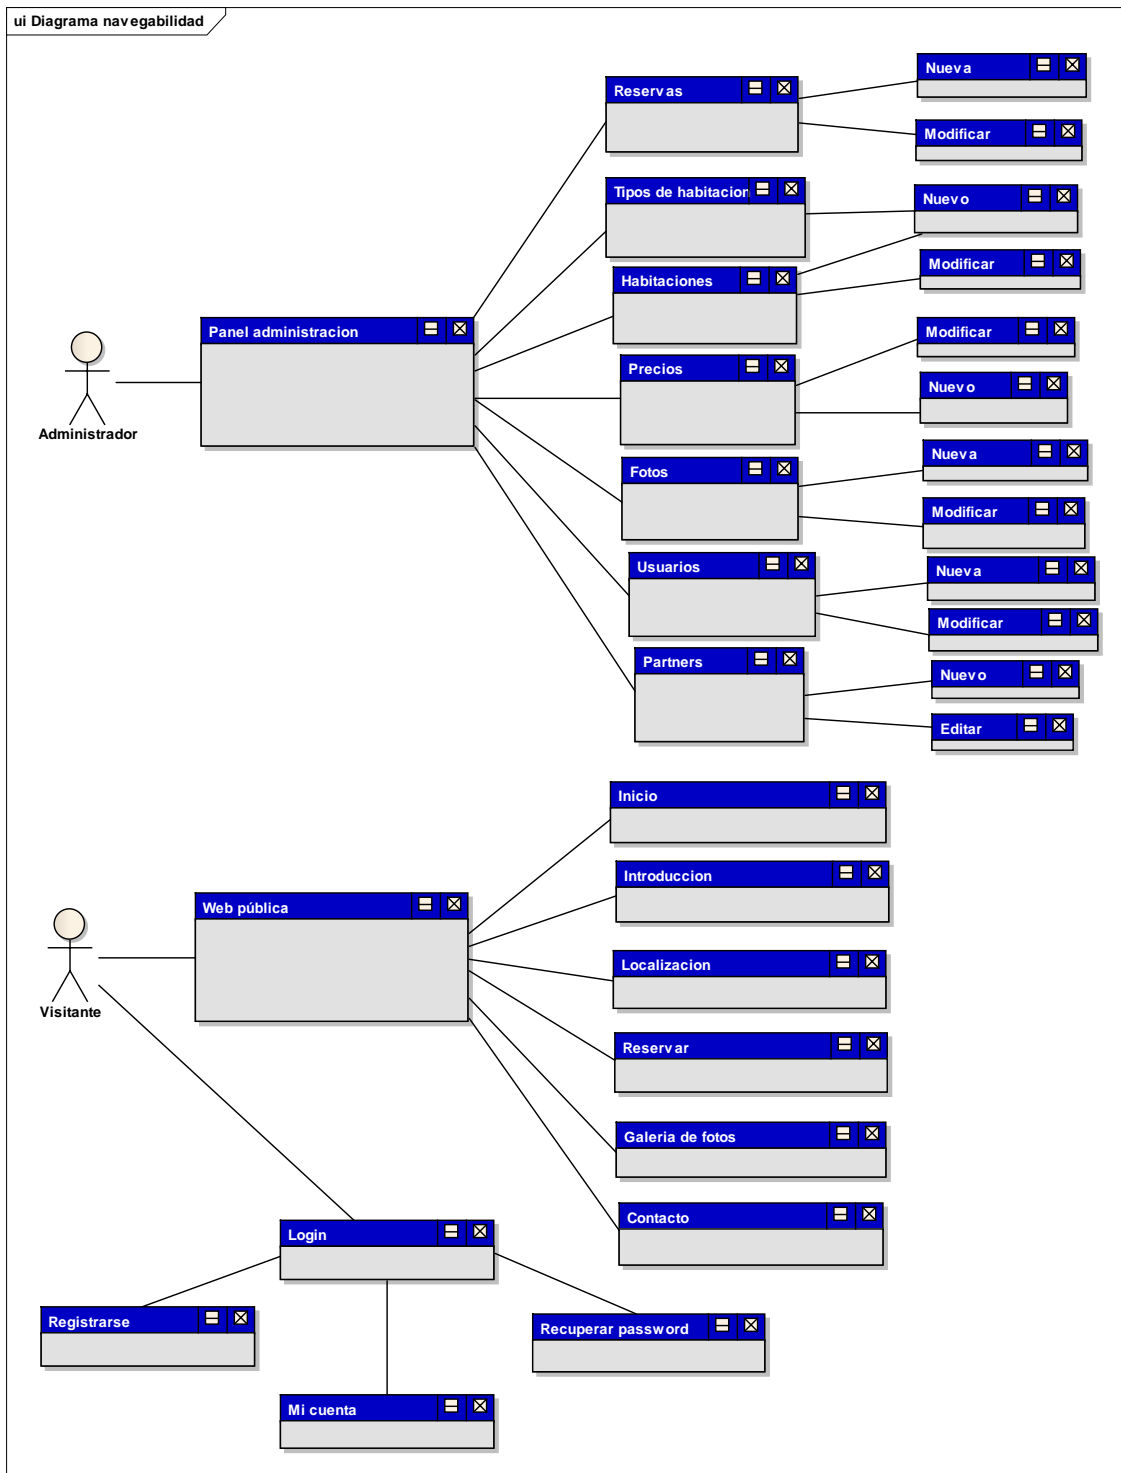 ui Diagrama navegabilidad
Nueva
Reservas
Modificar
Tipos de habitacion
Nuevo
Modificar
Habitaciones
Panel administracion
Modificar
Precios
Nuevo
Administrador
Nueva
Fotos
Modificar
Usuarios
Nueva
Modificar
Partners
Nuevo
Editar
Inicio
Introduccion
Web pública
Localizacion
Visitante
Reservar
Galeria de fotos
Contacto
Login
Registrarse
Recuperar password
Mi cuenta